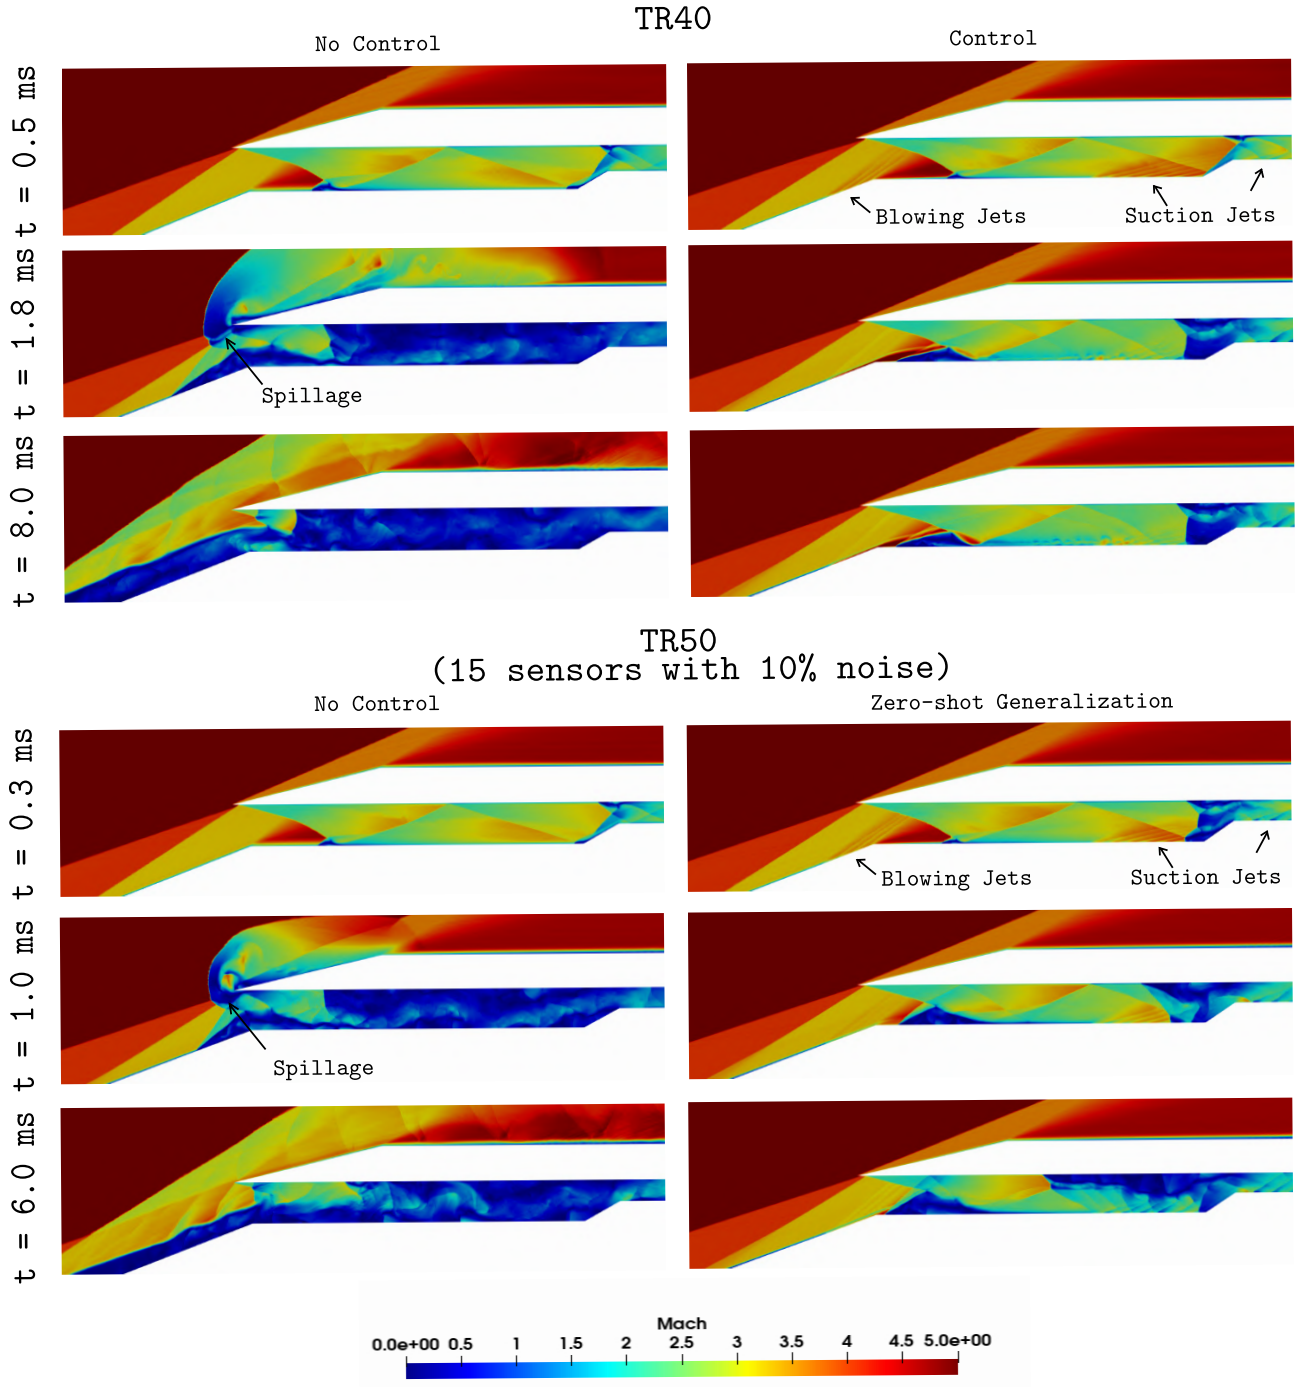 TR40
No Control
Control
t = 0.5 ms
Blowing Jets
Suction Jets
t = 1.8 ms
Spillage
t = 8.0 ms
TR50
(15 sensors with 10% noise)
No Control
Zero-shot Generalization
t = 0.3 ms
Blowing Jets
Suction Jets
t = 1.0 ms
Spillage
t = 6.0 ms
Mach
0.0e+00 0.5 1 1.5 2 2.5 3 3.5 4 4.5 5.0e+00